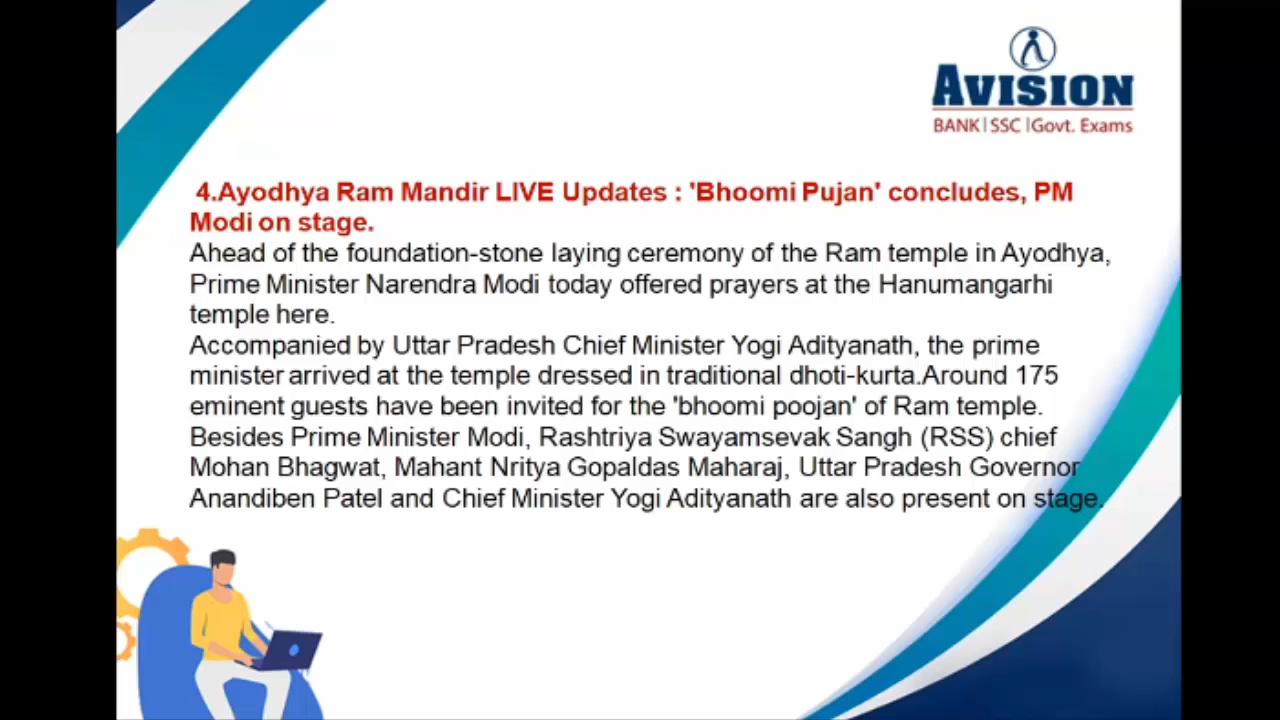 AVISION
BANK | SSC | Govt. Exams
4.Ayodhya Ram Mandir LIVE Updates : 'Bhoomi Pujan' concludes, PM
Modi on stage.
Ahead of the foundation-stone laying ceremony of the Ram temple in Ayodhya,
Prime Minister Narendra Modi today offered prayers at the Hanumangarhi
temple here.
Accompanied by Uttar Pradesh Chief Minister Yogi Adityanath, the prime
minister arrived at the temple dressed in traditional dhoti-kurta.Around 175
eminent guests have been invited for the 'bhoomi poojan' of Ram temple.
Besides Prime Minister Modi, Rashtriya Swayamsevak Sangh (RSS) chief
Mohan Bhagwat, Mahant Nritya Gopaldas Maharaj, Uttar Pradesh Governor
Anandiben Patel and Chief Minister Yogi Adityanath are also present on stage.